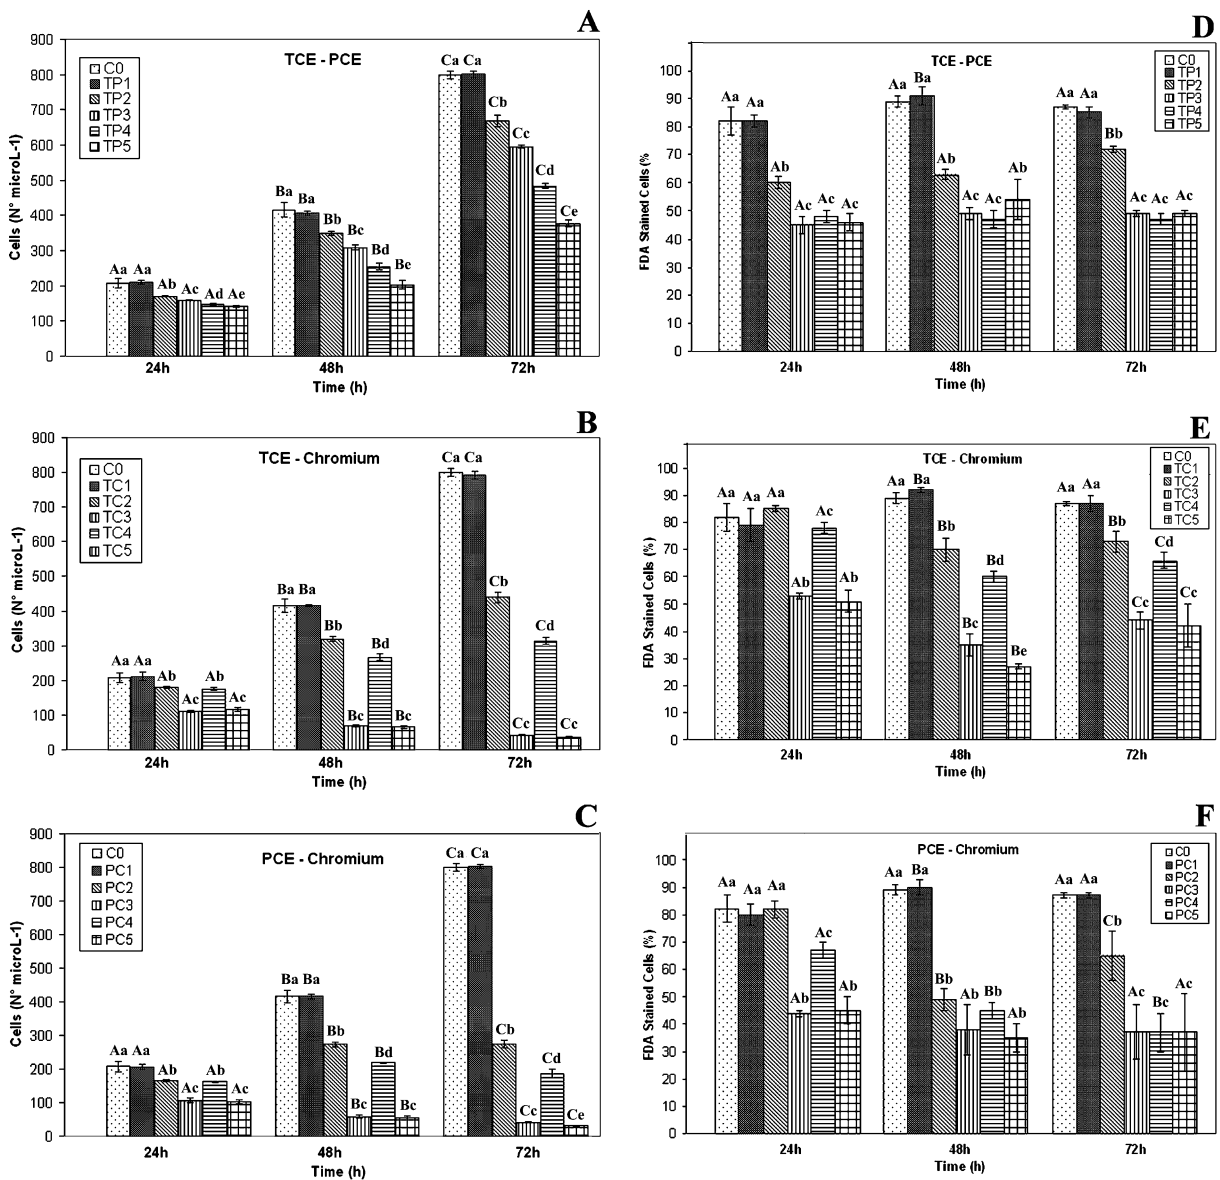 A
TCE - PCE
C0
TP1
TP2
TP3
TP4
TP5
Cells (N° microL-1)
900
800
700
600
500
400
300
200
100
0
Aa Aa Ab Ac Ad Ae
Ba Ba Bb Bc Bd Be
Ca Ca Cb Cc Cd Ce
24h 48h 72h
Time (h)
D
TCE - PCE
C0
TP1
TP2
TP3
TP4
TP5
FDA Stained Cells (%
100
90
80
70
60
50
40
30
20
10
0
Aa Aa Ab Ac Ac Ac
Aa Ba Ab Ac Ac Ab
Aa Aa Bb Ac Ac Ac
24h 48h 72h
Time (h)
B
TCE - Chromium
C0
TC1
TC2
TC3
TC4
TC5
Cells (N° microL-1)
900
800
700
600
500
400
300
200
100
0
Aa Aa Ab Ac Ab Ac
Ba Ba Bb Bc Bd Bc
Ca Ca Cb Cc Cd Cc
24h 48h 72h
Time (h)
E
TCE - Chromium
C0
TC1
TC2
TC3
TC4
TC5
FDA Stained Cells (%)
100
90
80
70
60
50
40
30
20
10
0
Aa Aa Aa Ab Ac Ab
Aa Ba Bb Bc Bd Be
Aa Aa Bb Cc Cd Cc
24h 48h 72h
Time (h)
C
PCE - Chromium
C0
PC1
PC2
PC3
PC4
PC5
Cells (N° microL-1)
900
800
700
600
500
400
300
200
100
0
Aa Aa Ab Ac Ab Ac
Ba Ba Bb Bc Bd Bc
Ca Ca Cb Cc Cd Ce
24h 48h 72h
Time (h)
F
PCE - Chromium
C0
PC1
PC2
PC3
PC4
PC5
FDA Stained Cells (%)
100
90
80
70
60
50
40
30
20
10
0
Aa Aa Aa Ab Ac Ab
Aa Ba Bb Ab Bb Ab
Aa Aa Cb Ac Bc Ac
24h 48h 72h
Time (h)